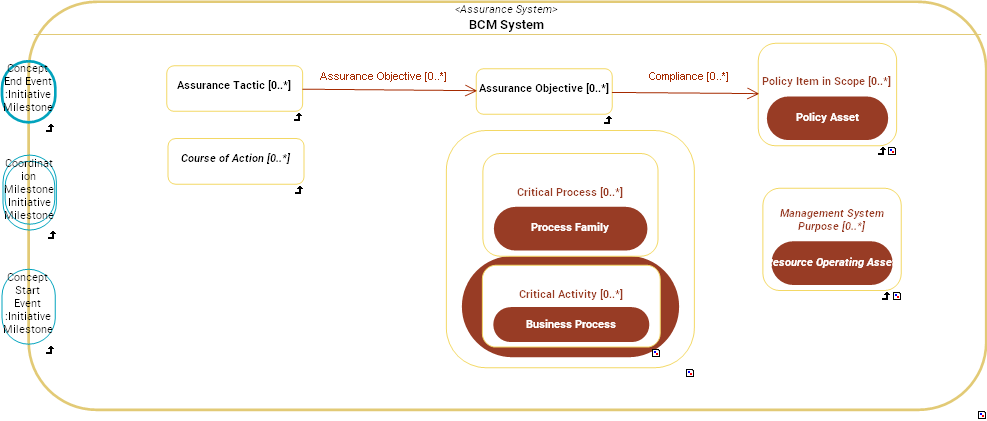 <Assurance System>
BCM System
Concept
End Event
:Initiative
Milestone
Coordinat
ion
Milestone
:Initiative
Milestone
Concept
Start
Event
:Initiative
Milestone
Assurance Tactic [0..*]
Assurance Objective [0..*]
Assurance Objective [0..*]
Compliance [0..*]
Policy Item in Scope [0..*]
Policy Asset
Course of Action [0..*]
Critical Process [0..*]
Process Family
Critical Activity [0..*]
Business Process
Management System
Purpose [0..*]
esource Operating Asse